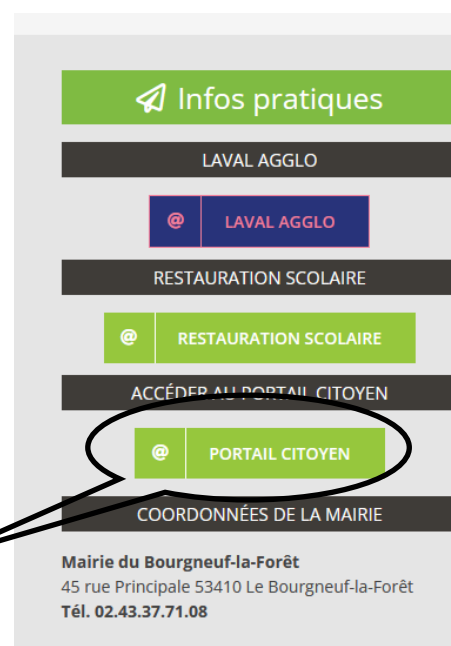 Infos pratiques
LAVAL AGGLO
@ LAVAL AGGLO
RESTAURATION SCOLAIRE
@ RESTAURATION SCOLAIRE
ACCÉDER AU PORTAIL CITOYEN
@ PORTAIL CITOYEN
COORDONNÉES DE LA MAIRIE
Mairie du Bourgneuf-la-Forêt
45 rue Principale 53410 Le Bourgneuf-la-Forêt
Tél. 02.43.37.71.08